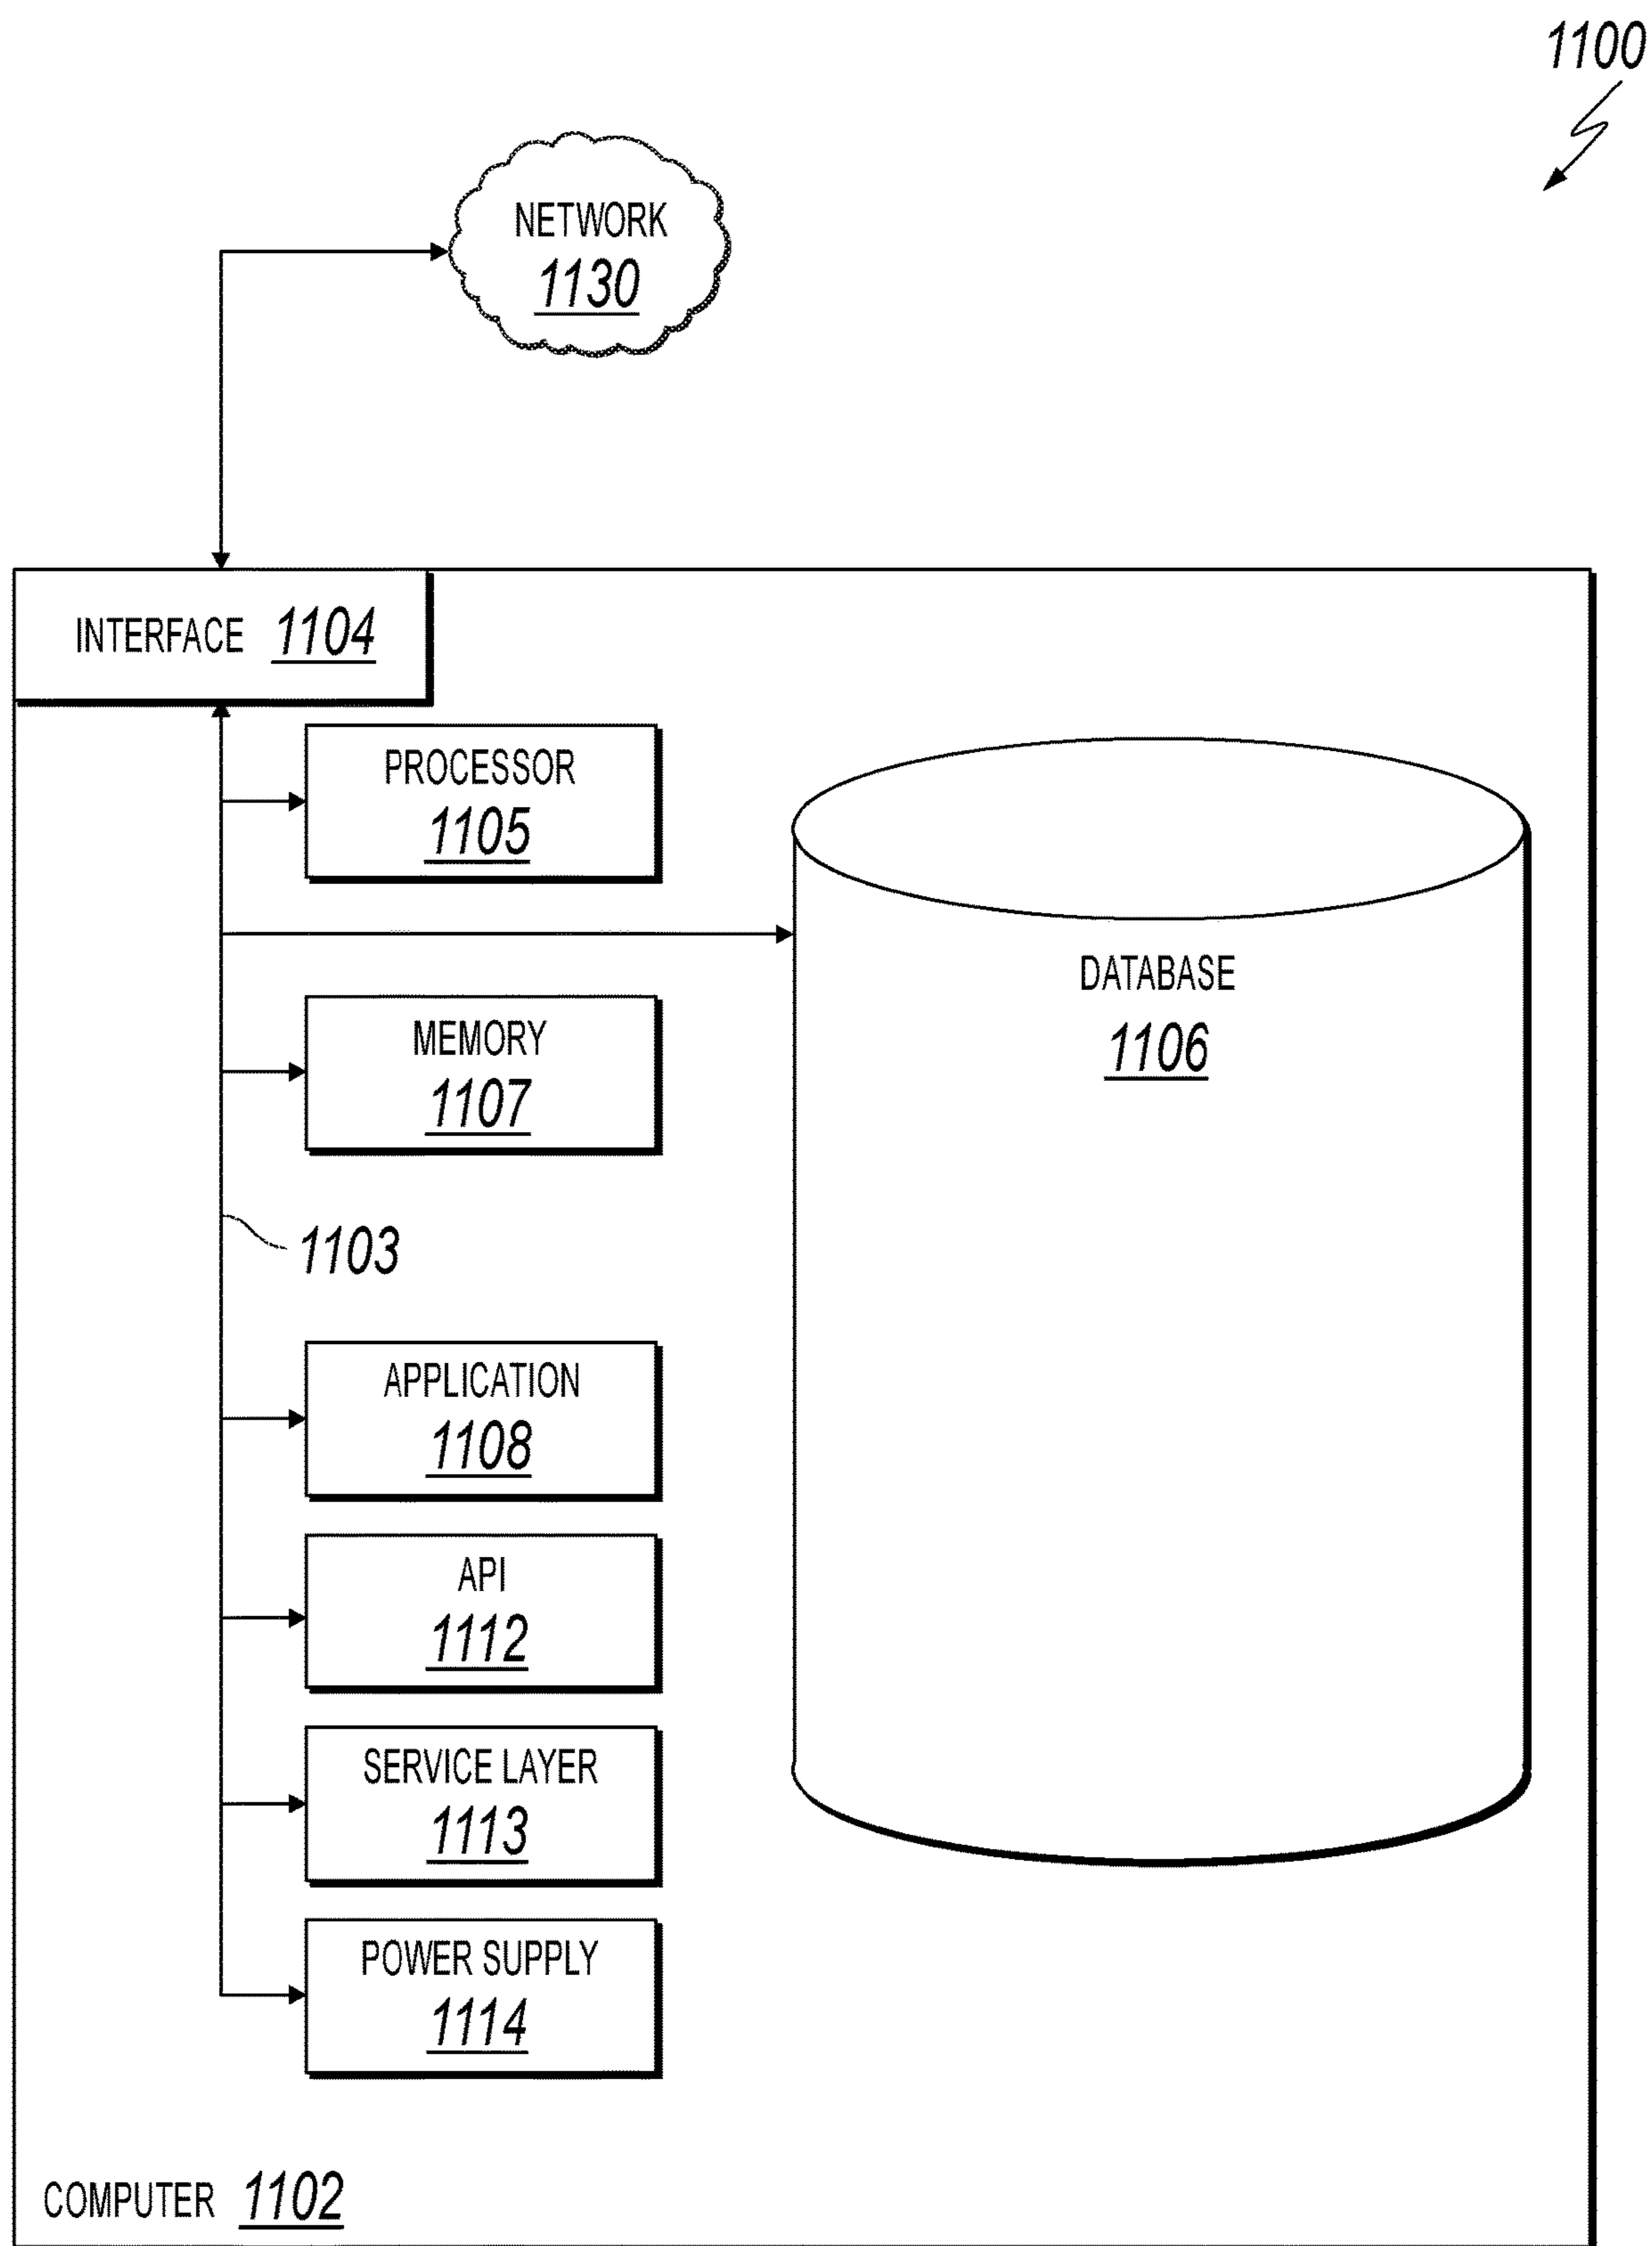 1100
NETWORK
1130
INTERFACE 1104
PROCESSOR
1105
DATABASE
1106
MEMORY
1107
1103
APPLICATION
1108
API
1112
SERVICE LAYER
1113
POWER SUPPLY
1114
COMPUTER 1102